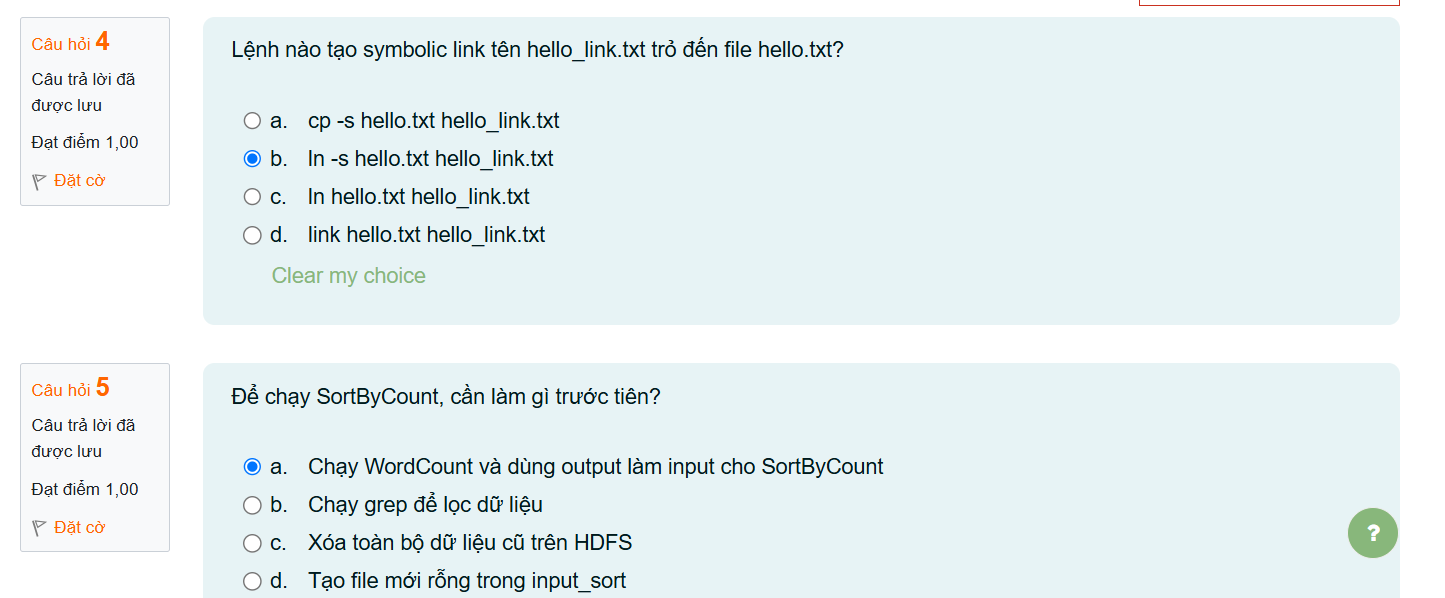 Câu hỏi 4
Câu trả lời đã
được lưu
Đạt điểm 1,00
Đặt cờ
Lệnh nào tạo symbolic link tên hello_link.txt trỏ đến file hello.txt?
a. cp -s hello.txt hello_link.txt
b. ln -s hello.txt hello_link.txt
c. ln hello.txt hello_link.txt
d. link hello.txt hello_link.txt
Clear my choice
Câu hỏi 5
Câu trả lời đã
được lưu
Đạt điểm 1,00
Đặt cờ
Để chạy SortByCount, cần làm gì trước tiên?
a. Chạy WordCount và dùng output làm input cho SortByCount
b. Chạy grep để lọc dữ liệu
c. Xóa toàn bộ dữ liệu cũ trên HDFS
d. Tạo file mới rỗng trong input_sort
?